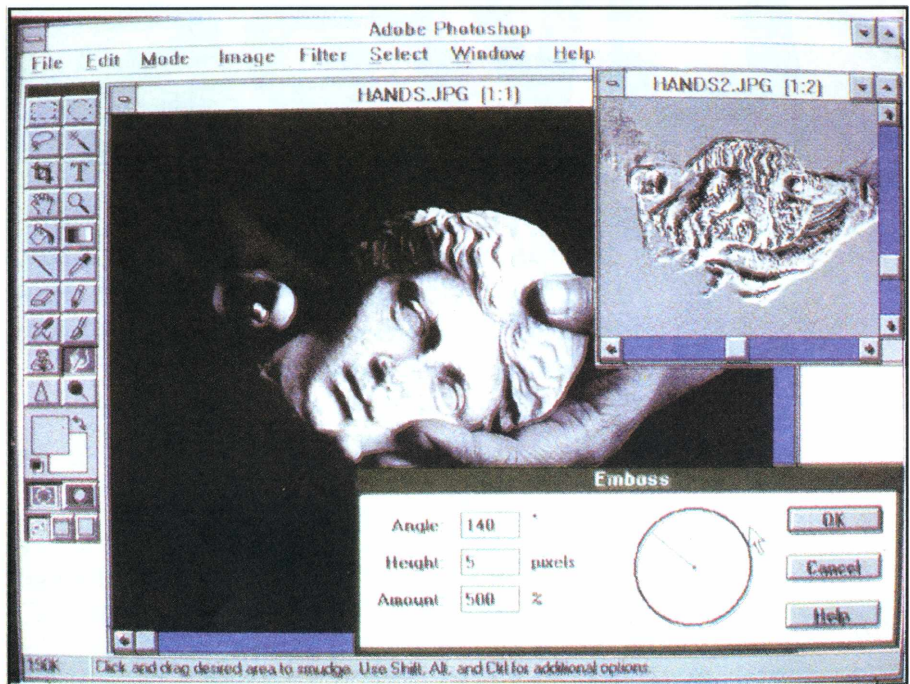 Adobe Photoshop
File Edit Mode Image Filter Select Window Help
HANDS.JPG (1:1)
HANDS2.JPG (1:2)
T
Emboss
Angle 140 °
Height 5 pixels
Amount 500 %
OK
Cancel
Help
190K Click and drag desired area to smudge. Use Shift, Alt, and Ctrl for additional options.